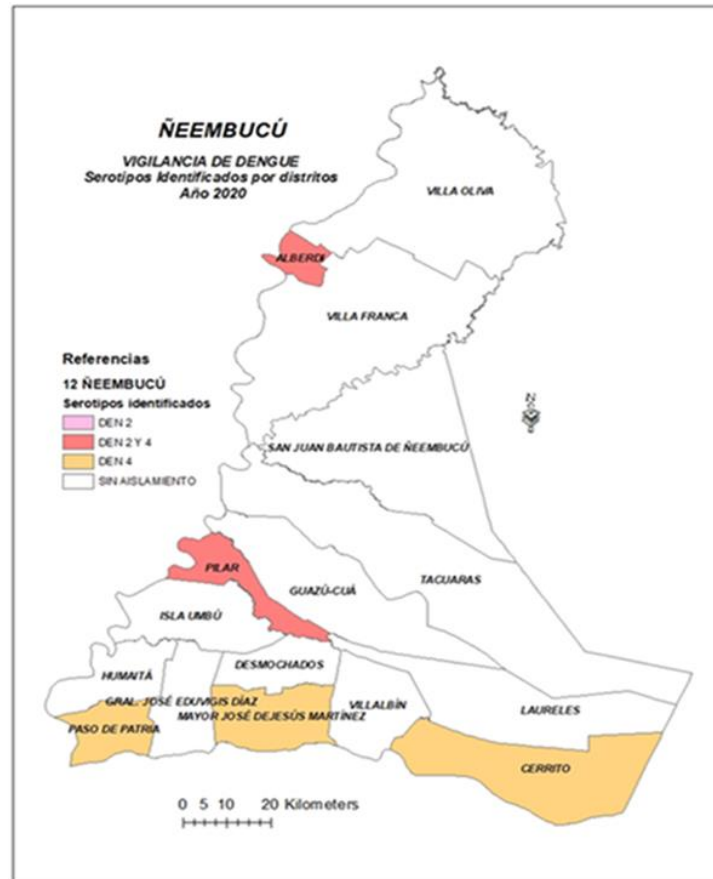 ÑEEMBUCÚ
VIGILANCIA DE DENGUE
Serotipos Identificados por distritos
Año 2020
VILLA OLIVA
ALBERDI
VILLA FRANCA
Referencias
12 ÑEEMBUCÚ
Serotipos identificados
DEN 2
DEN 2 Y 4
DEN 4
SIN AISLAMIENTO
SAN JUAN BAUTISTA DE ÑEEMBUCÚ
PILAR
GUAZÚ-CUÁ
TACUARAS
ISLA UMBÚ
DESMOCHADOS
HUMAITÁ
GRAL. JOSÉ EDUVIGIS DÍAZ
VILLALBÍN
LAURELES
PASO DE PATRIA
MAYOR JOSÉ DEJESÚS MARTÍNEZ
CERRITO
0 5 10 20 Kilometers